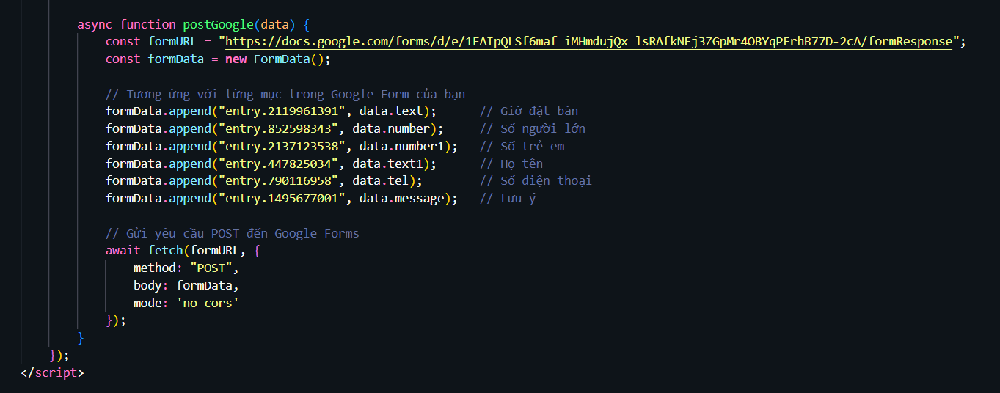 async function postGoogle(data) {
const formURL = "https://docs.google.com/forms/d/e/1FAIpQLSf6maf_iMHmdujQx_lsRAfkNEj3ZGpMr4OBYqPFrhB77D-2cA/formResponse";
const formData = new FormData();
// Tương ứng với từng mục trong Google Form của bạn
formData.append("entry.2119961391", data.text); // Giờ đặt bàn
formData.append("entry.852598343", data.number); // Số người lớn
formData.append("entry.2137123538", data.number1); // Số trẻ em
formData.append("entry.447825034", data.text1); // Họ tên
formData.append("entry.790116958", data.tel); // Số điện thoại
formData.append("entry.1495677001", data.message); // Lưu ý
// Gửi yêu cầu POST đến Google Forms
await fetch(formURL, {
method: "POST",
body: formData,
mode: 'no-cors'
});
}
});
</script>